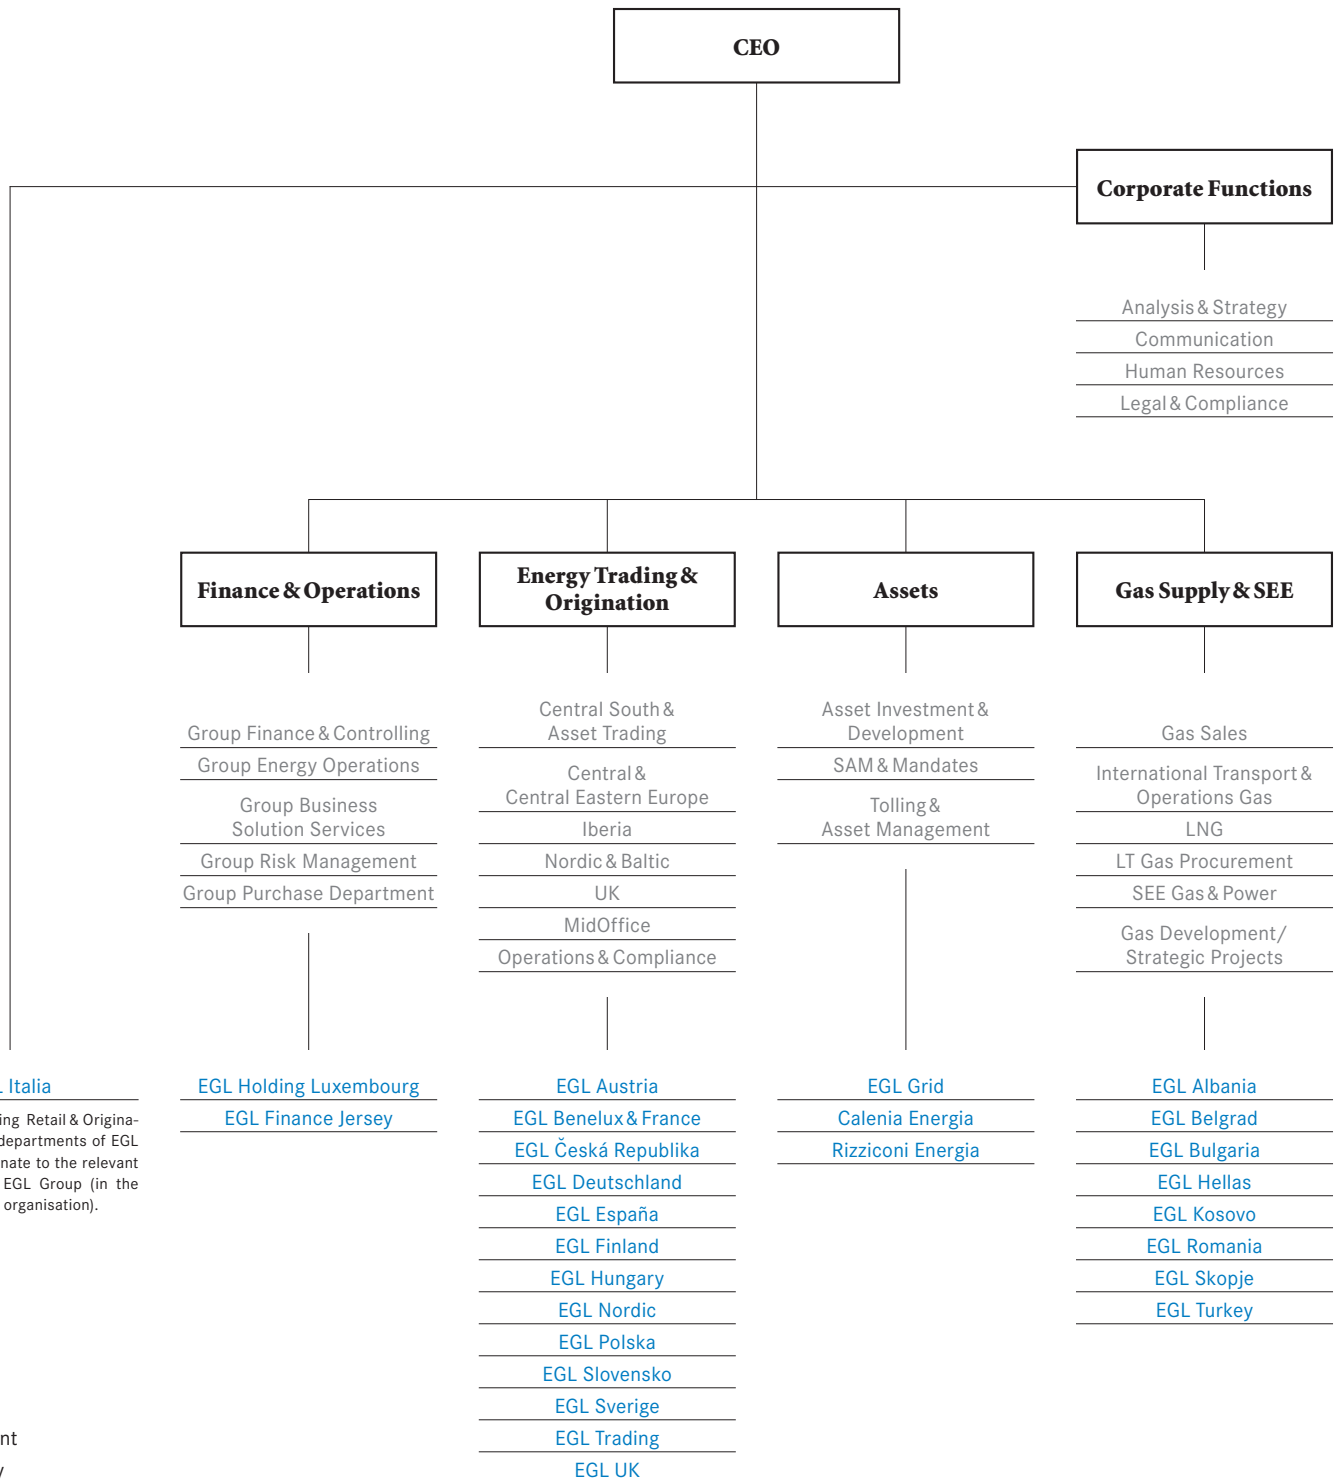 CEO
Corporate Functions
Analysis & Strategy
Communication
Human Resources
Legal & Compliance
Finance & Operations
Group Finance & Controlling
Group Energy Operations
Group Business
Solution Services
Group Risk Management
Group Purchase Department
EGL Holding Luxembourg
EGL Finance Jersey
Energy Trading &
Origination
Central South &
Asset Trading
Central &
Central Eastern Europe
Iberia
Nordic & Baltic
UK
MidOffice
Operations & Compliance
EGL Austria
EGL Benelux & France
EGL Česká Republika
EGL Deutschland
EGL España
EGL Finland
EGL Hungary
EGL Nordic
EGL Polska
EGL Slovensko
EGL Sverige
EGL Trading
EGL UK
Assets
Asset Investment &
Development
SAM & Mandates
Tolling &
Asset Management
EGL Grid
Calenia Energia
Rizziconi Energia
Gas Supply & SEE
Gas Sales
International Transport &
Operations Gas
LNG
LT Gas Procurement
SEE Gas & Power
Gas Development/
Strategic Projects
EGL Albania
EGL Belgrad
EGL Bulgaria
EGL Hellas
EGL Kosovo
EGL Romania
EGL Skopje
EGL Turkey
Italia
Retail & Origina-
departments of EGL
to the relevant
EGL Group (in the
organisation).